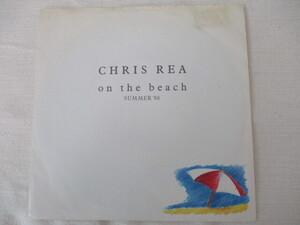 CHRIS REA
on the beach
SUMMER '88